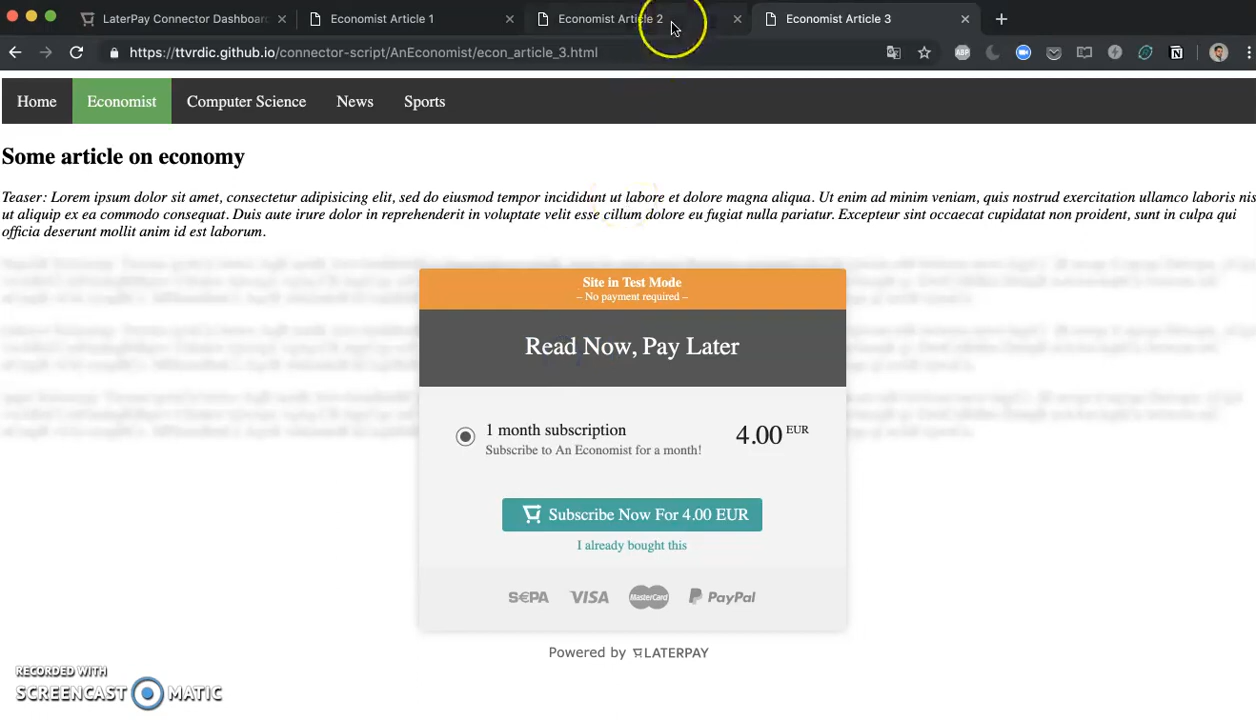 LaterPay Connector Dashboar
Economist Article 1
Economist Article 2
Economist Article 3
https://ttvrdic.github.io/connector-script/AnEconomist/econ_article_3.html
ABP
Home
Economist
Computer Science
News
Sports
Some article on economy
Teaser: Lorem ipsum dolor sit amet, consectetur adipisicing elit, sed do eiusmod tempor incididunt ut labore et dolore magna aliqua. Ut enim ad minim veniam, quis nostrud exercitation ullamco laboris nis
ut aliquip ex ea commodo consequat. Duis aute irure dolor in reprehenderit in voluptate velit esse cillum dolore eu fugiat nulla pariatur. Excepteur sint occaecat cupidatat non proident, sunt in culpa qui
officia deserunt mollit anim id est laborum.
Site in Test Mode
– No payment required –
Read Now, Pay Later
1 month subscription
4.00 EUR
Subscribe to An Economist for a month!
Subscribe Now For 4.00 EUR
I already bought this
S€PA
VISA
MasterCard
PayPal
Powered by LATERPAY
RECORDED WITH
SCREENCAST MATIC